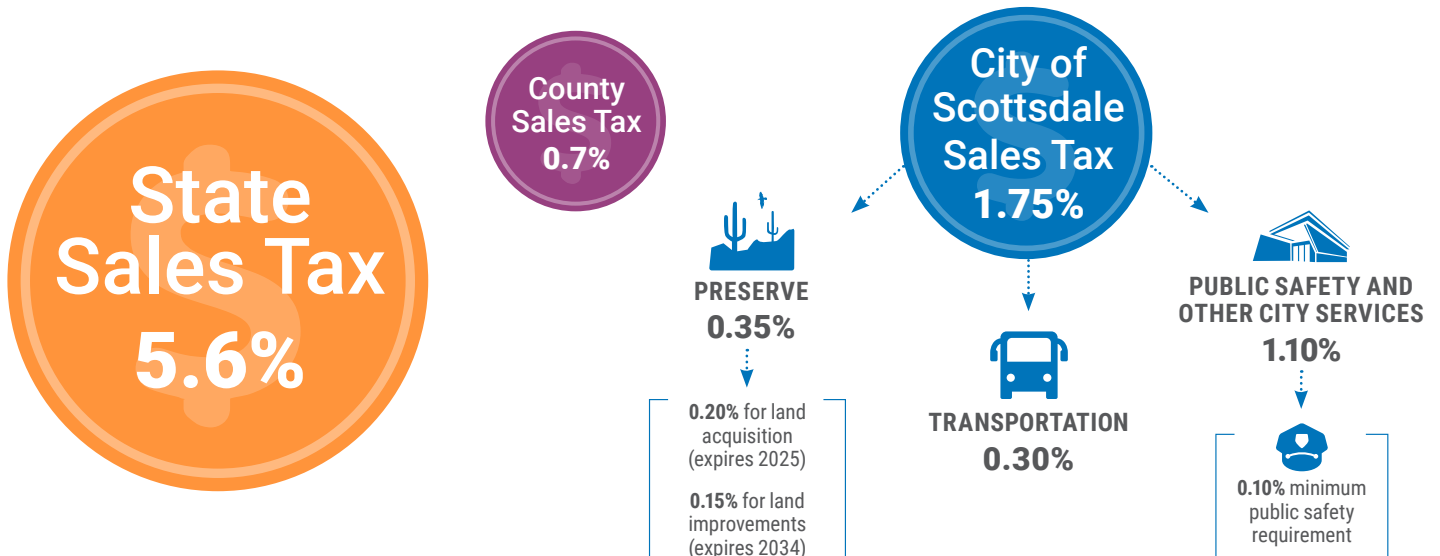 State
Sales Tax
5.6%
County
Sales Tax
0.7%
City of
Scottsdale
Sales Tax
1.75%
PRESERVE
0.35%
0.20% for land
acquisition
(expires 2025)
0.15% for land
improvements
(expires 2034)
TRANSPORTATION
0.30%
PUBLIC SAFETY AND
OTHER CITY SERVICES
1.10%
0.10% minimum
public safety
requirement